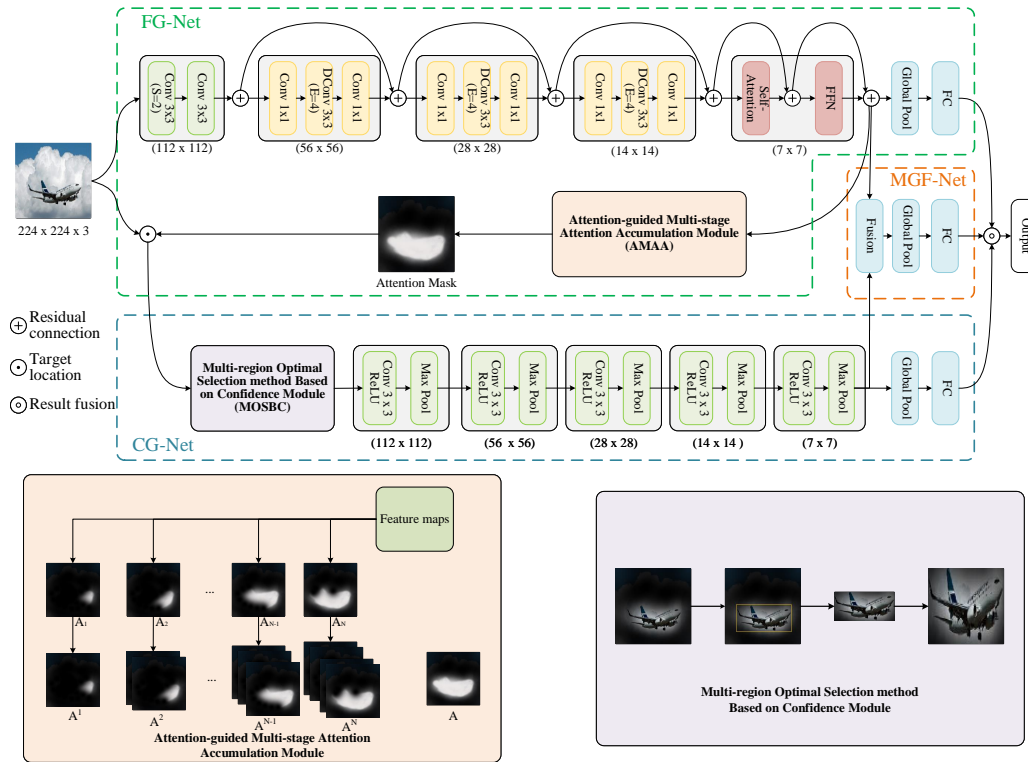 FG-Net
Conv 3x3
(S=2)
Conv 3x3
(112 x 112)
Conv 1x1
DConv 3x3
(E=4)
Conv 1x1
(56 x 56)
Conv 1x1
DConv 3x3
(E=4)
Conv 1x1
(28 x 28)
Conv 1x1
DConv 3x3
(E=4)
Conv 1x1
(14 x 14)
Self-
Attention
FFN
(7 x 7)
Global Pool
FC
224 x 224 x 3
Attention Mask
Attention-guided Multi-stage
Attention Accumulation Module
(AMAA)
MGF-Net
Fusion
Global Pool
FC
Output
Residual
connection
Target
location
Result fusion
Multi-region Optimal
Selection method Based
on Confidence Module
(MOSBC)
Conv 3 x 3
ReLU
Max Pool
(112 x 112)
Conv 3 x 3
ReLU
Max Pool
(56 x 56)
Conv 3 x 3
ReLU
Max Pool
(28 x 28)
Conv 3 x 3
ReLU
Max Pool
(14 x 14 )
Conv 3 x 3
ReLU
Max Pool
(7 x 7)
Global Pool
FC
CG-Net
Feature maps
...
A₁ A₂ A_{N-1} A_N
...
A¹ A² A^{N-1} A^N A
Attention-guided Multi-stage Attention
Accumulation Module
Multi-region Optimal Selection method
Based on Confidence Module